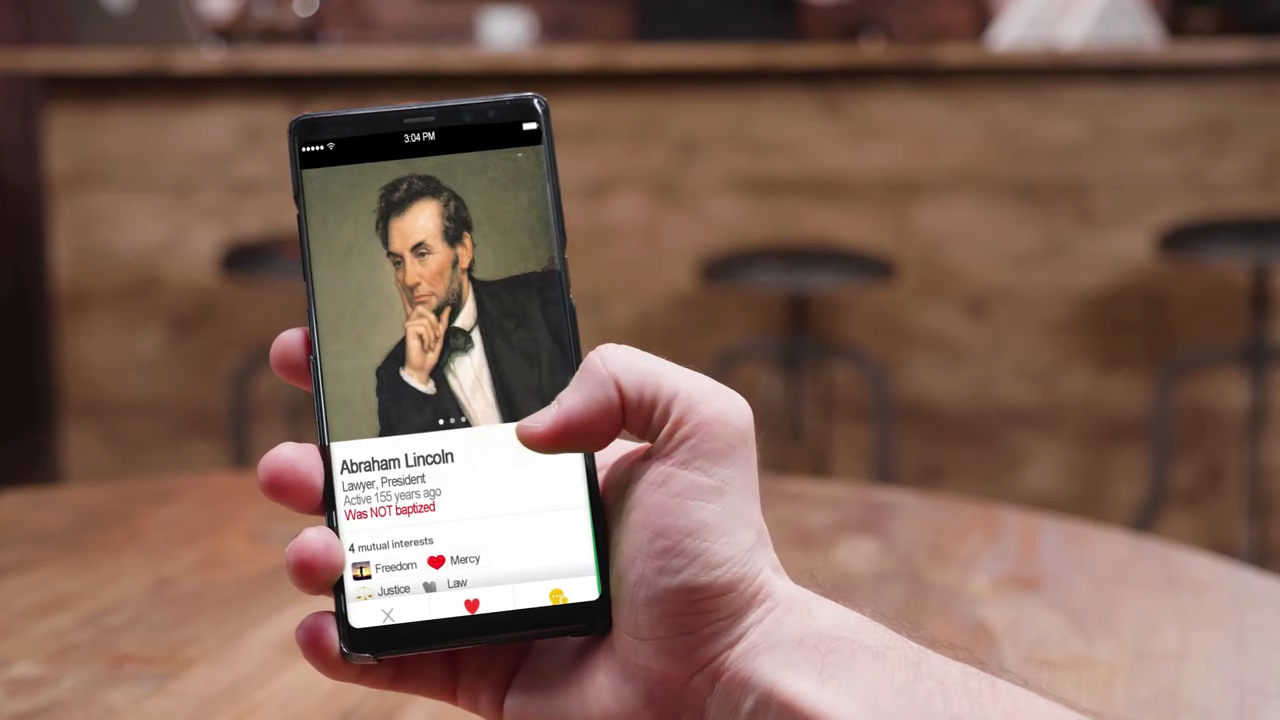 3:04 PM
Abraham Lincoln
Lawyer, President
Active 155 years ago
Was NOT baptized
4 mutual interests
Freedom Mercy
Justice Law